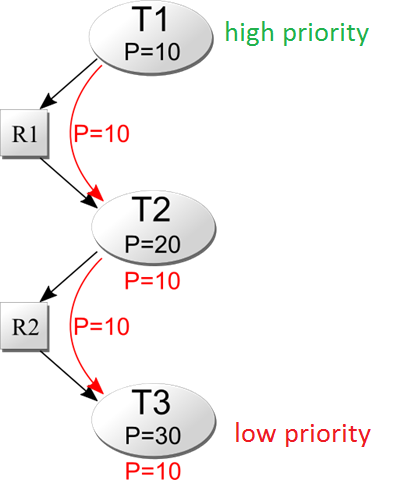 T1
P=10
high priority
R1
P=10
T2
P=20
P=10
R2
P=10
T3
P=30
low priority
P=10